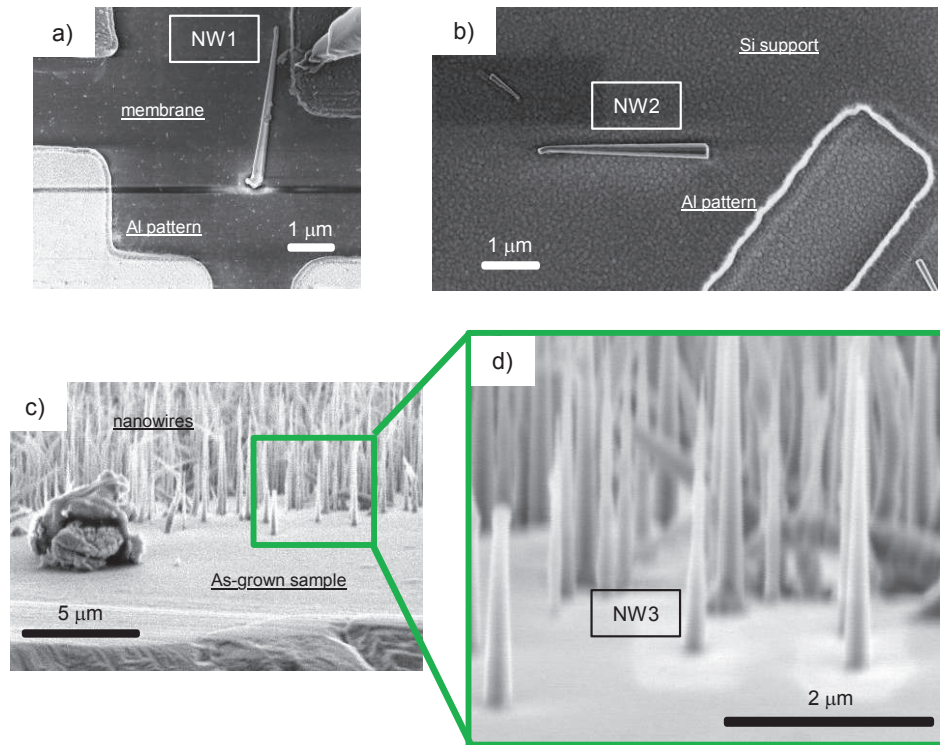 a)
NW1
membrane
Al pattern
1 μm
b)
Si support
NW2
Al pattern
1 μm
c)
nanowires
As-grown sample
5 μm
d)
NW3
2 μm